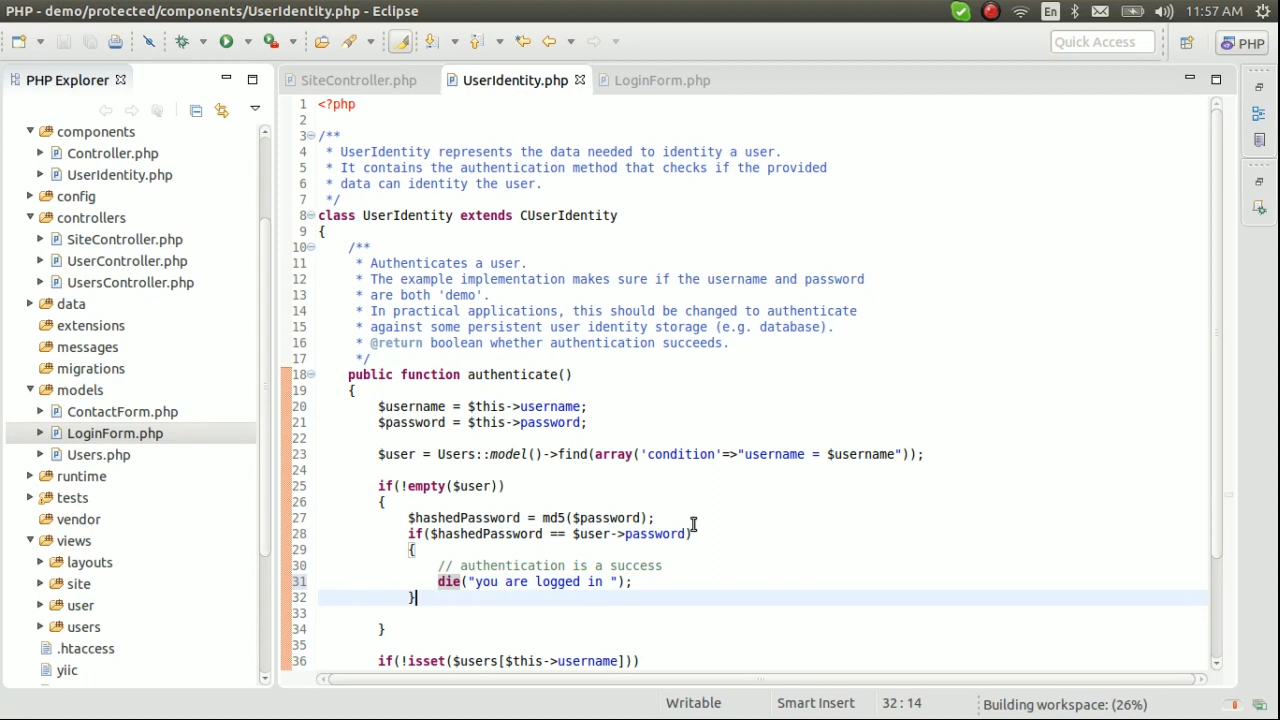 PHP - demo/protected/components/UserIdentity.php - Eclipse
En
11:57 AM
Quick Access
PHP
PHP Explorer
components
Controller.php
UserIdentity.php
config
controllers
SiteController.php
UserController.php
UsersController.php
data
extensions
messages
migrations
models
ContactForm.php
LoginForm.php
Users.php
runtime
tests
vendor
views
layouts
site
user
users
.htaccess
yiic
SiteController.php
UserIdentity.php
LoginForm.php
1 <?php
2
3 /**
4 * UserIdentity represents the data needed to identity a user.
5 * It contains the authentication method that checks if the provided
6 * data can identity the user.
7 */
8 class UserIdentity extends CUserIdentity
9 {
10 /**
11 * Authenticates a user.
12 * The example implementation makes sure if the username and password
13 * are both 'demo'.
14 * In practical applications, this should be changed to authenticate
15 * against some persistent user identity storage (e.g. database).
16 * @return boolean whether authentication succeeds.
17 */
18 public function authenticate()
19 {
20 $username = $this->username;
21 $password = $this->password;
22
23 $user = Users::model()->find(array('condition'=>"username = $username"));
24
25 if(!empty($user))
26 {
27 $hashedPassword = md5($password);
28 if($hashedPassword == $user->password)
29 {
30 // authentication is a success
31 die("you are logged in ");
32 }
33
34 }
35
36 if(!isset($users[$this->username]))
Writable
Smart Insert
32 : 14
Building workspace: (26%)